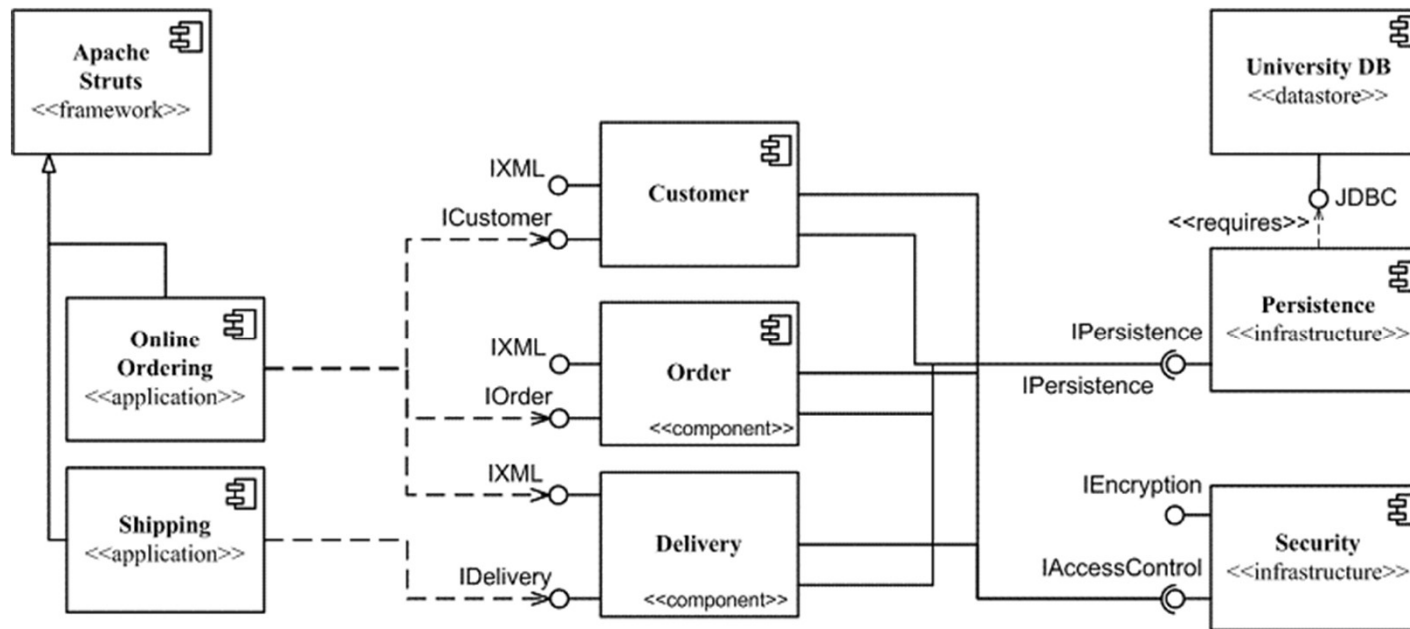 Apache
Struts
<<framework>>
University DB
<<datastore>>
IXML
Customer
ICustomer
JDBC
<<requires>>
Online
Ordering
<<application>>
IXML
Order
IOrder
<<component>>
IPersistence
IPersistence
Persistence
<<infrastructure>>
Shipping
<<application>>
IXML
Delivery
IDelivery
<<component>>
IEncryption
IAccessControl
Security
<<infrastructure>>